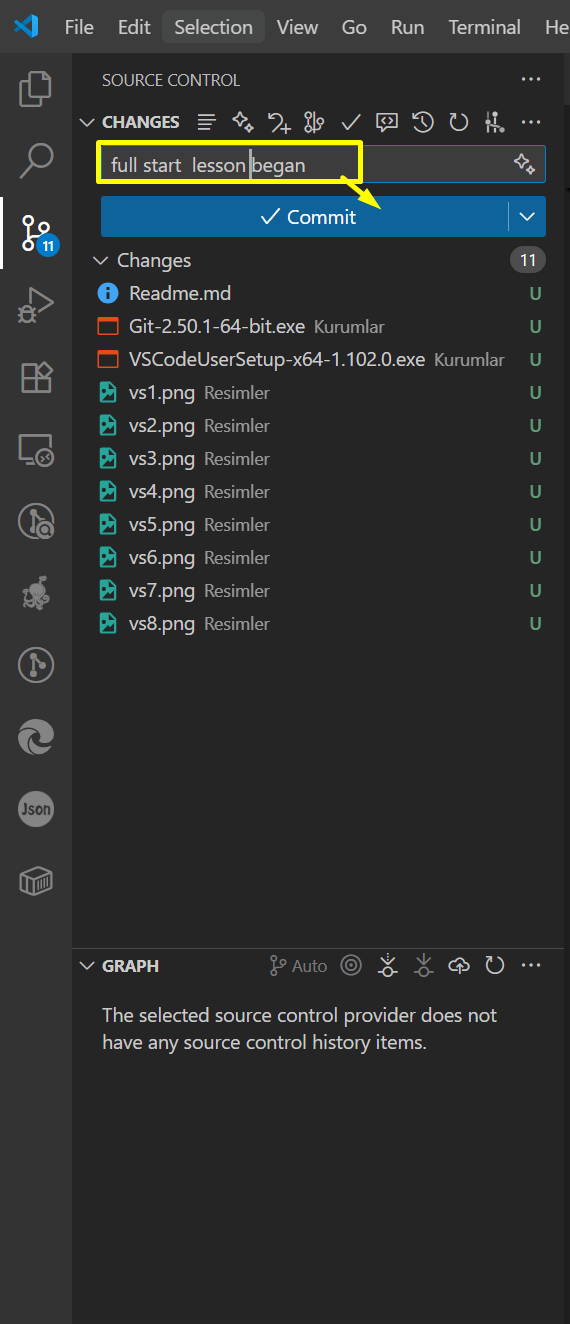 File Edit Selection View Go Run Terminal He
SOURCE CONTROL
CHANGES
full start lesson began
Commit
Changes 11
11
Readme.md U
Git-2.50.1-64-bit.exe Kurumlar U
VSCodeUserSetup-x64-1.102.0.exe Kurumlar U
vs1.png Resimler U
vs2.png Resimler U
vs3.png Resimler U
vs4.png Resimler U
vs5.png Resimler U
vs6.png Resimler U
vs7.png Resimler U
vs8.png Resimler U
Json
GRAPH Auto
The selected source control provider does not
have any source control history items.